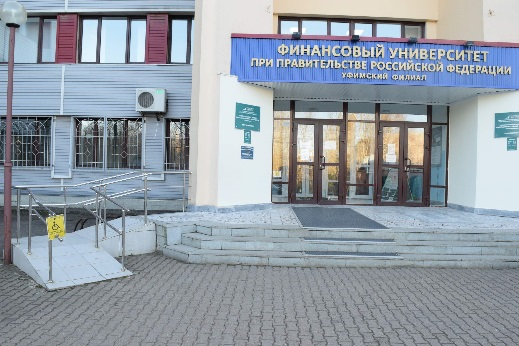 ФИНАНСОВЫЙ УНИВЕРСИТЕТ
ПРИ ПРАВИТЕЛЬСТВЕ РОССИЙСКОЙ ФЕДЕРАЦИИ
УФИМСКИЙ ФИЛИАЛ